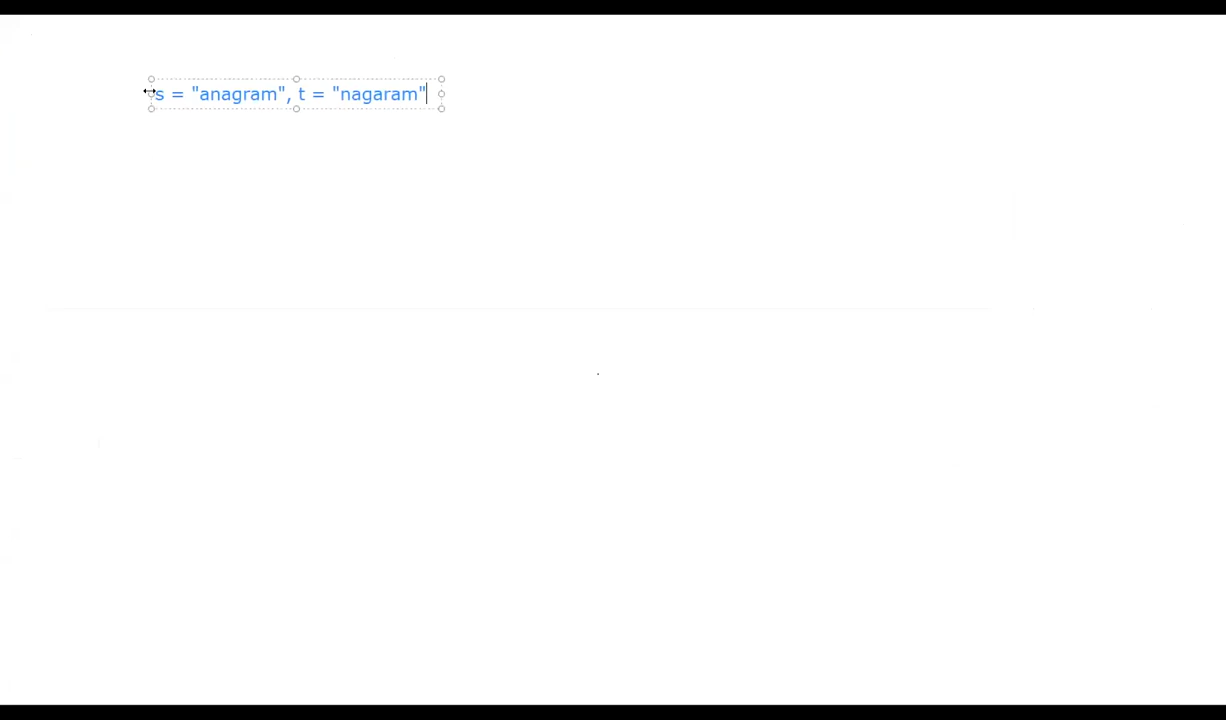 s = "anagram", t = "nagaram"